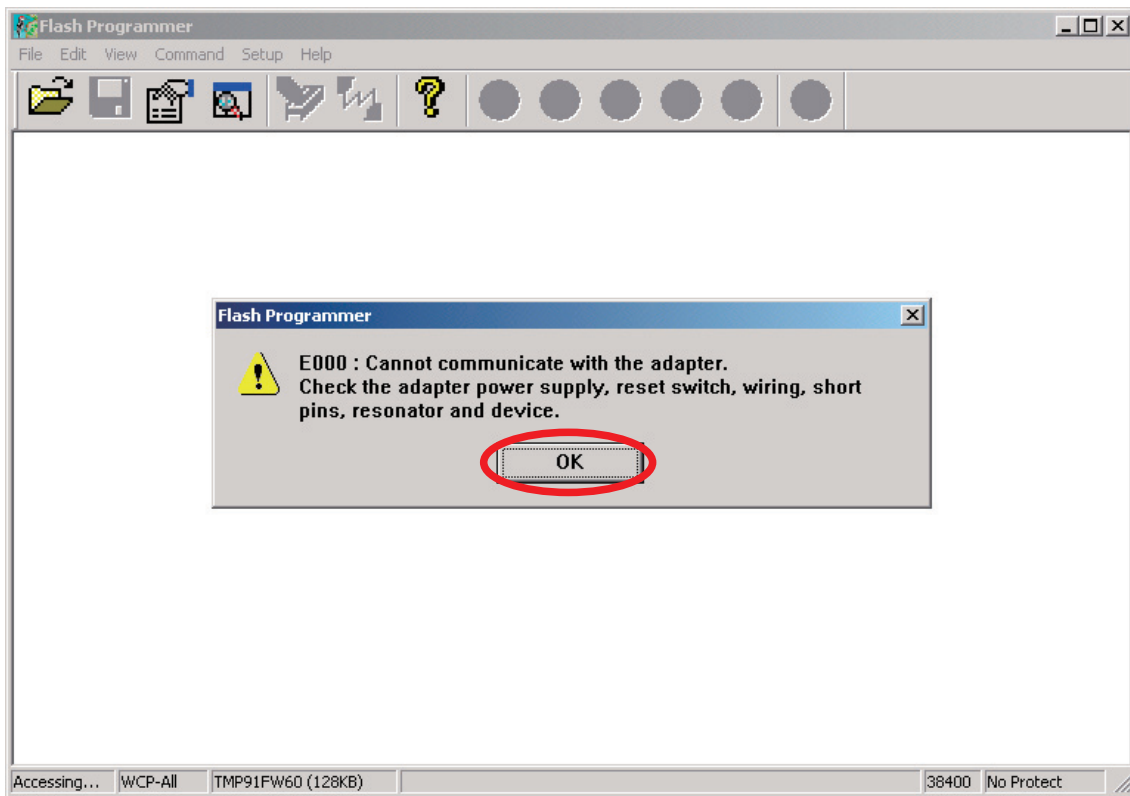 Flash Programmer
File Edit View Command Setup Help
Flash Programmer
E000 : Cannot communicate with the adapter.
Check the adapter power supply, reset switch, wiring, short
pins, resonator and device.
OK
Accessing... WCP-All TMP91FW60 (128KB) 38400 No Protect